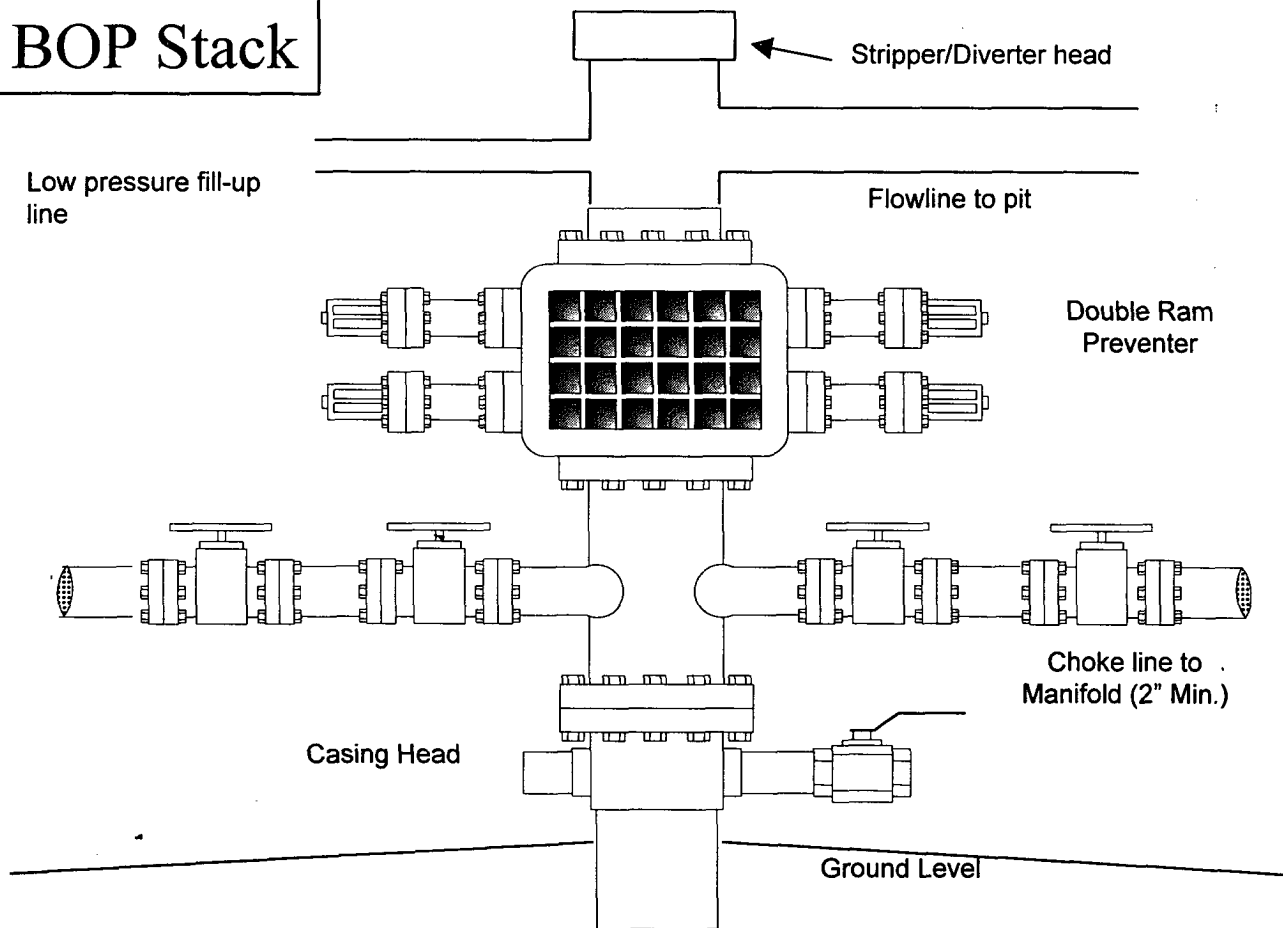 BOP Stack
Stripper/Diverter head
Low pressure fill-up
line
Flowline to pit
Double Ram
Preventer
Choke line to
Manifold (2" Min.)
Casing Head
Ground Level